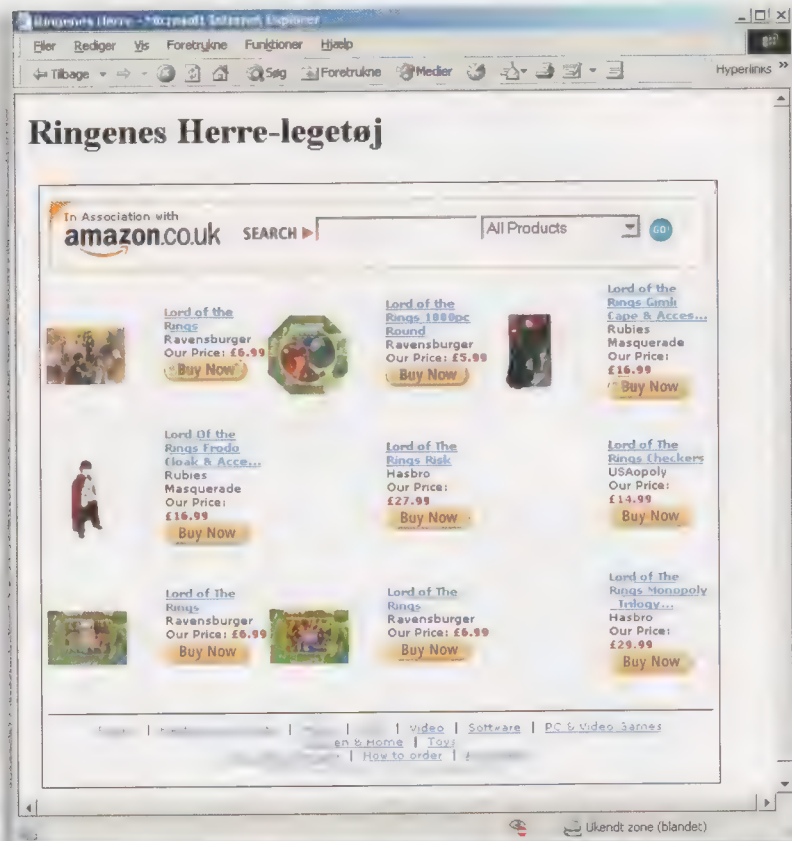 Ringenes Herre - Microsoft Internet Explorer
Filer Rediger Vis Foretrukne Funktioner Hjælp
Tilbage Søg Foretrukne Medier Hyperlinks »
Ringenes Herre-legetøj
In Association with
amazon.co.uk SEARCH All Products GO!
Lord of the
Rings
Ravensburger
Our Price: £6.99
Buy Now
Lord of the
Rings 1000pc
Round
Ravensburger
Our Price: £5.99
Buy Now
Lord of the
Rings Gimli
Cape & Acces...
Rubies
Masquerade
Our Price:
£16.99
Buy Now
Lord Of the
Rings Frodo
Cloak & Acce...
Rubies
Masquerade
Our Price:
£16.99
Buy Now
Lord of The
Rings Risk
Hasbro
Our Price:
£27.99
Buy Now
Lord of The
Rings Checkers
USAopoly
Our Price:
£14.99
Buy Now
Lord of The
Rings
Ravensburger
Our Price: £6.99
Buy Now
Lord of The
Rings
Ravensburger
Our Price: £6.99
Buy Now
Lord of The
Rings Monopoly
Trilogy...
Hasbro
Our Price:
£29.99
Buy Now
| Video | Software | PC & Video Games
& Home | Toys
| How to order |
Ukendt zone (blandet)